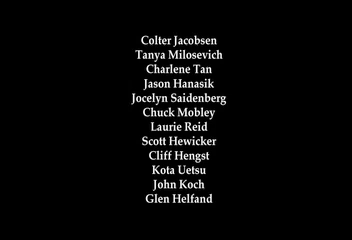 Colter Jacobsen
Tanya Milosevich
Charlene Tan
Jason Hanasik
Jocelyn Saidenberg
Chuck Mobley
Laurie Reid
Scott Hewicker
Cliff Hengst
Kota Uetsu
John Koch
Glen Helfand